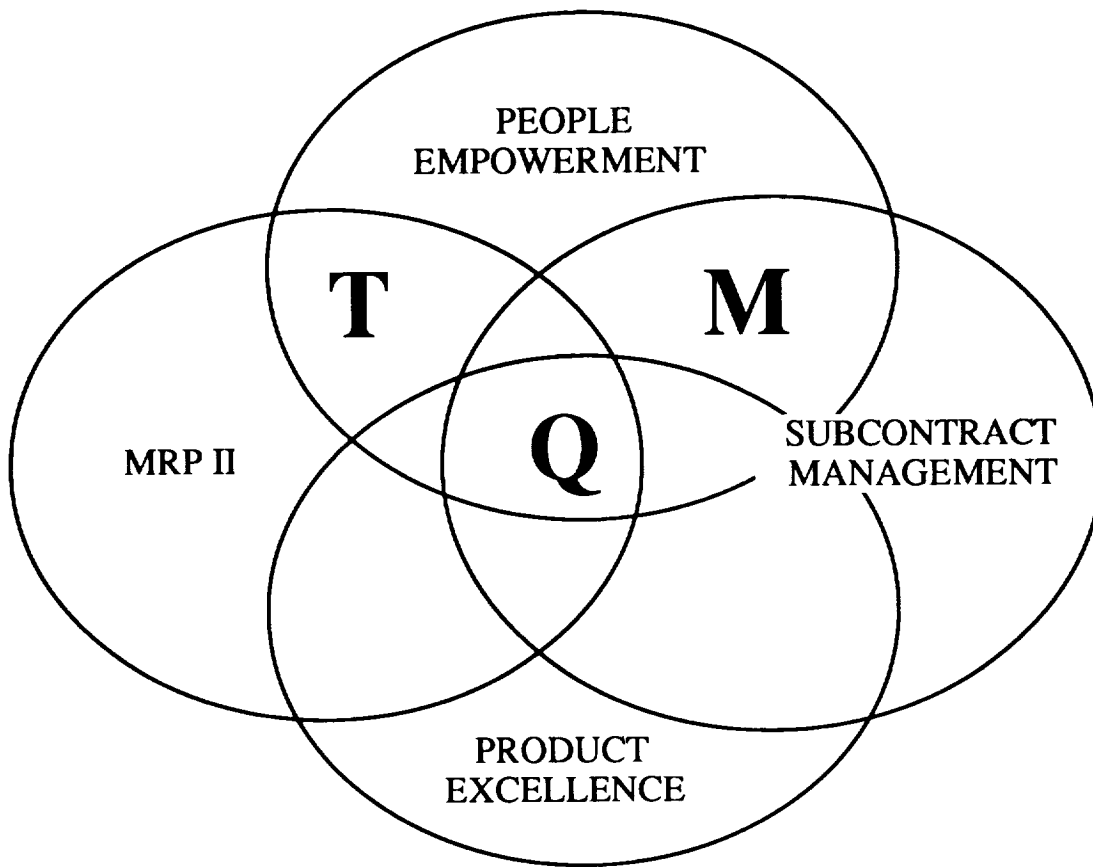 PEOPLE
EMPOWERMENT
T
M
MRP II
Q
SUBCONTRACT
MANAGEMENT
PRODUCT
EXCELLENCE